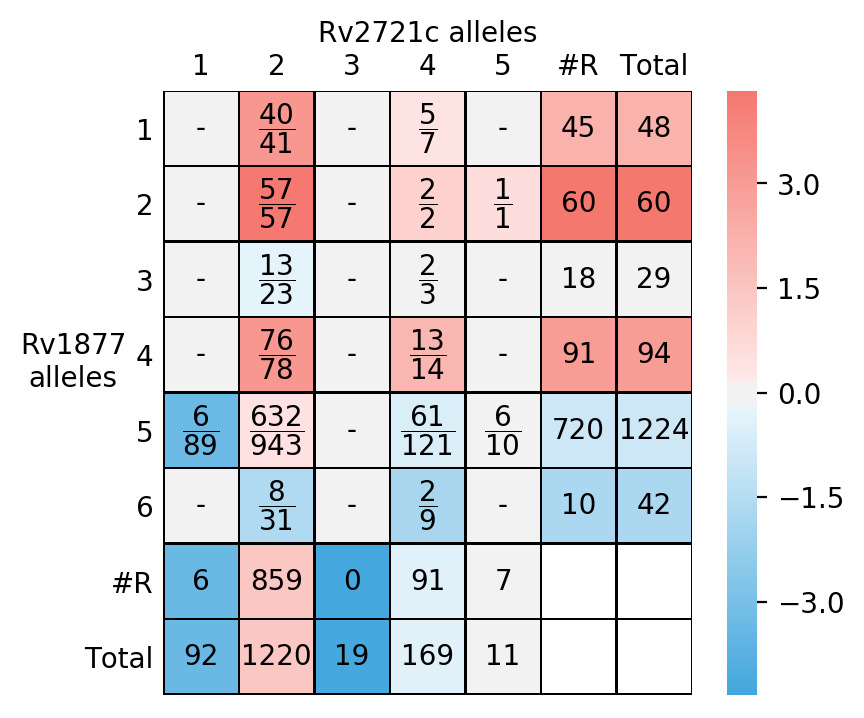 Rv2721c alleles
1 2 3 4 5 #R Total
1 - 40/41 - 5/7 - 45 48
2 - 57/57 - 2/2 1/1 60 60
3 - 13/23 - 2/3 - 18 29
Rv1877 alleles
4 - 76/78 - 13/14 - 91 94
5 6/89 632/943 - 61/121 6/10 720 1224
6 - 8/31 - 2/9 - 10 42
#R 6 859 0 91 7
Total 92 1220 19 169 11
3.0
1.5
0.0
−1.5
−3.0